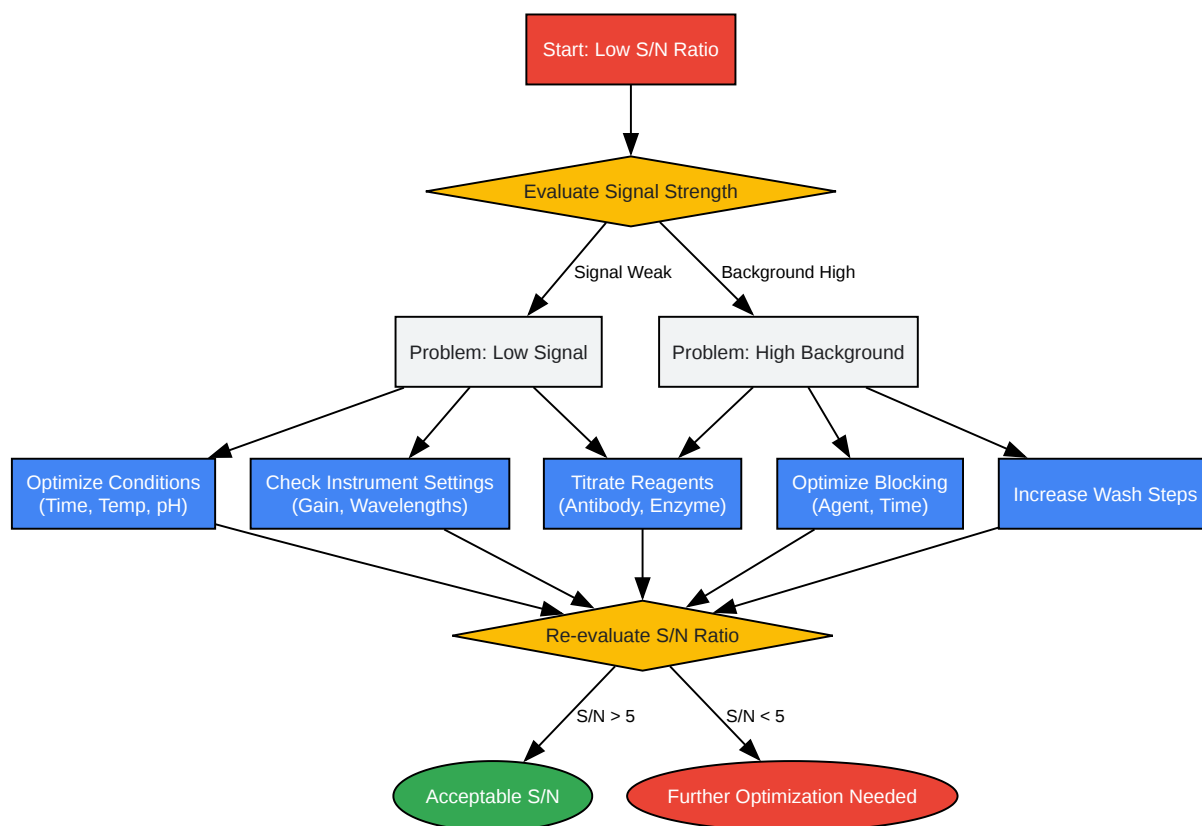 Start: Low S/N Ratio
Evaluate Signal Strength
Signal Weak
Background High
Problem: Low Signal
Problem: High Background
Optimize Conditions
(Time, Temp, pH)
Check Instrument Settings
(Gain, Wavelengths)
Titrate Reagents
(Antibody, Enzyme)
Optimize Blocking
(Agent, Time)
Increase Wash Steps
Re-evaluate S/N Ratio
S/N > 5
S/N < 5
Acceptable S/N
Further Optimization Needed